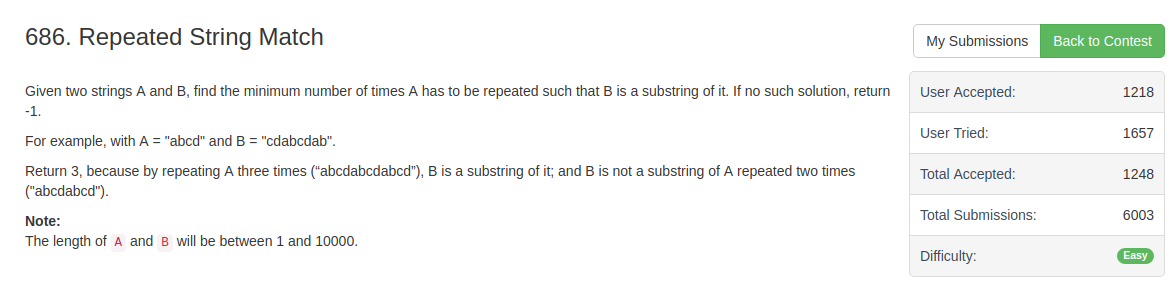 686. Repeated String Match
My Submissions
Back to Contest
Given two strings A and B, find the minimum number of times A has to be repeated such that B is a substring of it. If no such solution, return
-1.
For example, with A = "abcd" and B = "cdabcdab".
Return 3, because by repeating A three times (“abcdabcdabcd”), B is a substring of it; and B is not a substring of A repeated two times
("abcdabcd").
Note:
The length of A and B will be between 1 and 10000.
User Accepted: 1218
User Tried: 1657
Total Accepted: 1248
Total Submissions: 6003
Difficulty: Easy